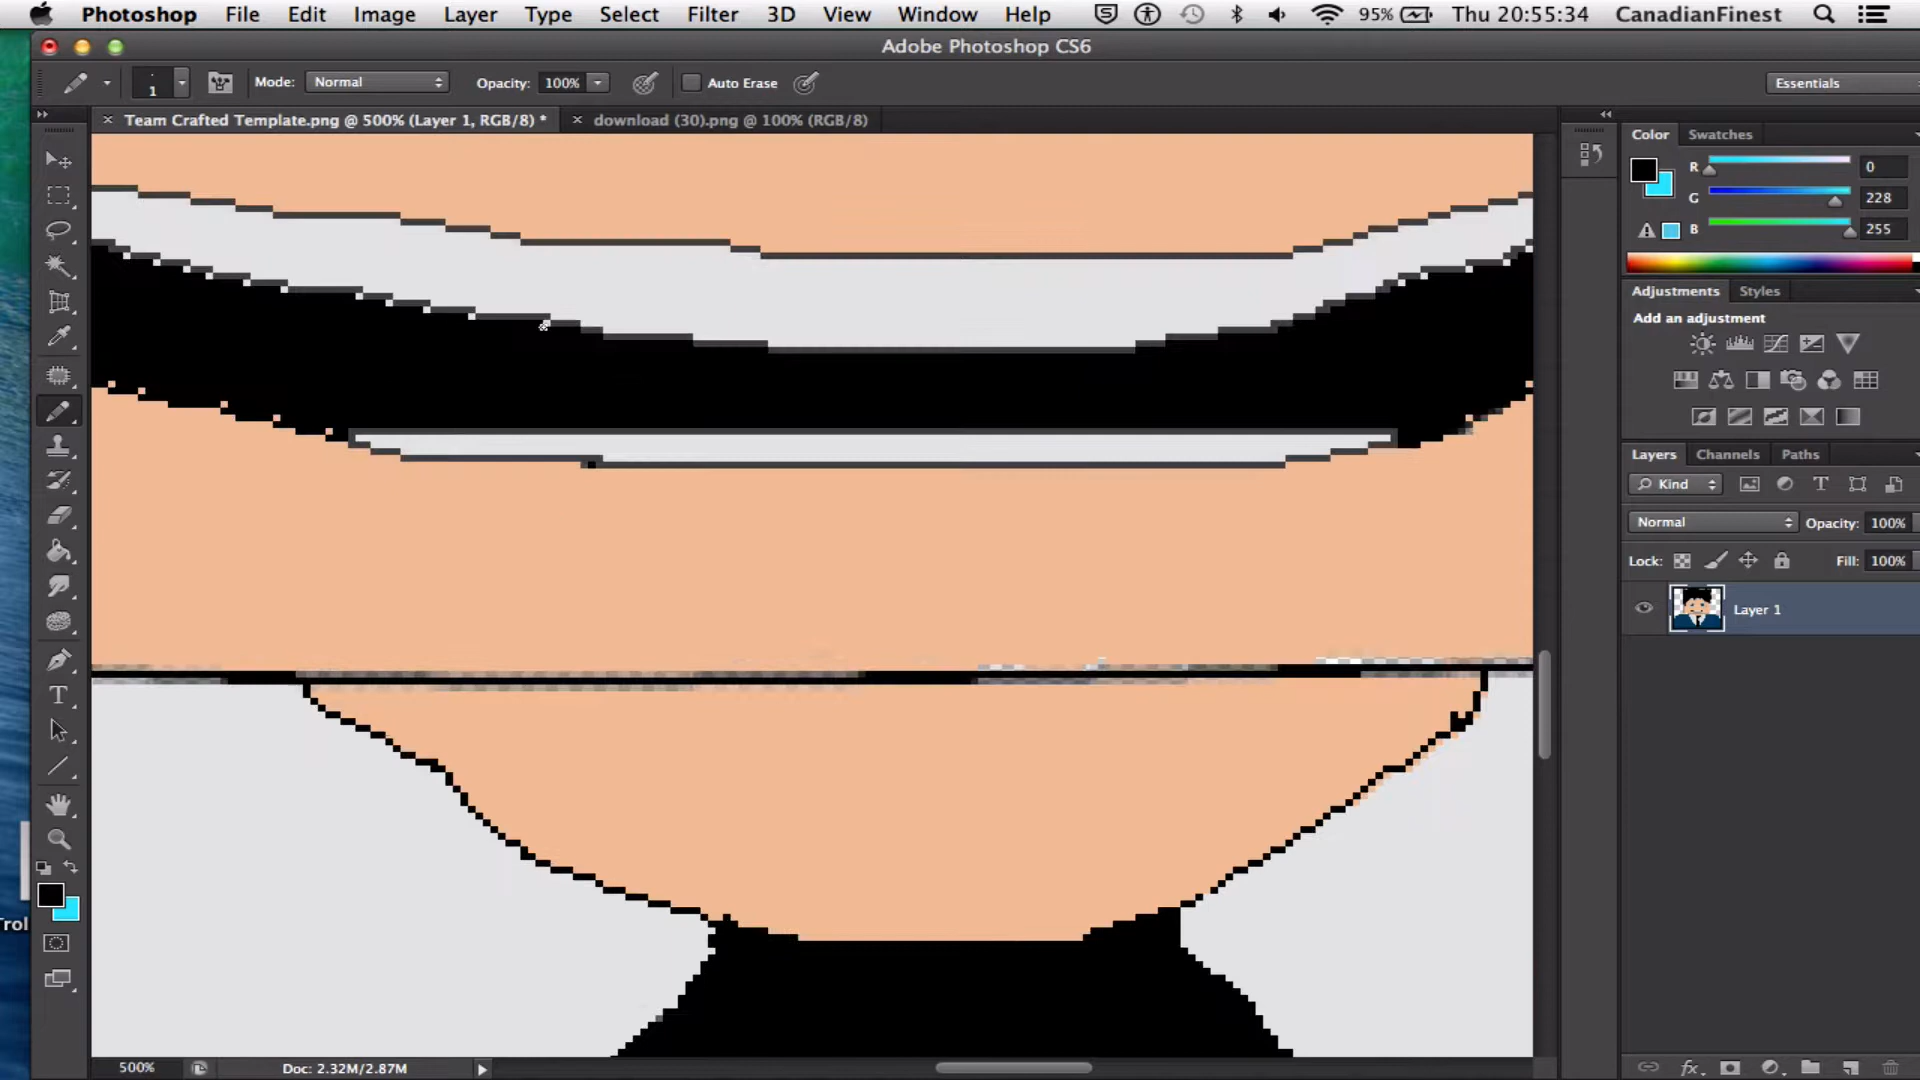 Photoshop File Edit Image Layer Type Select Filter 3D View Window Help 95% Thu 20:55:34 CanadianFinest
Adobe Photoshop CS6
1 Mode: Normal Opacity: 100% Auto Erase Essentials
× Team Crafted Template.png @ 500% (Layer 1, RGB/8) * × download (30).png @ 100% (RGB/8)
Color Swatches
R 0
G 228
B 255
Adjustments Styles
Add an adjustment
Layers Channels Paths
Kind
Normal Opacity: 100%
Lock: Fill: 100%
Layer 1
Trol
500% Doc: 2.32M/2.87M